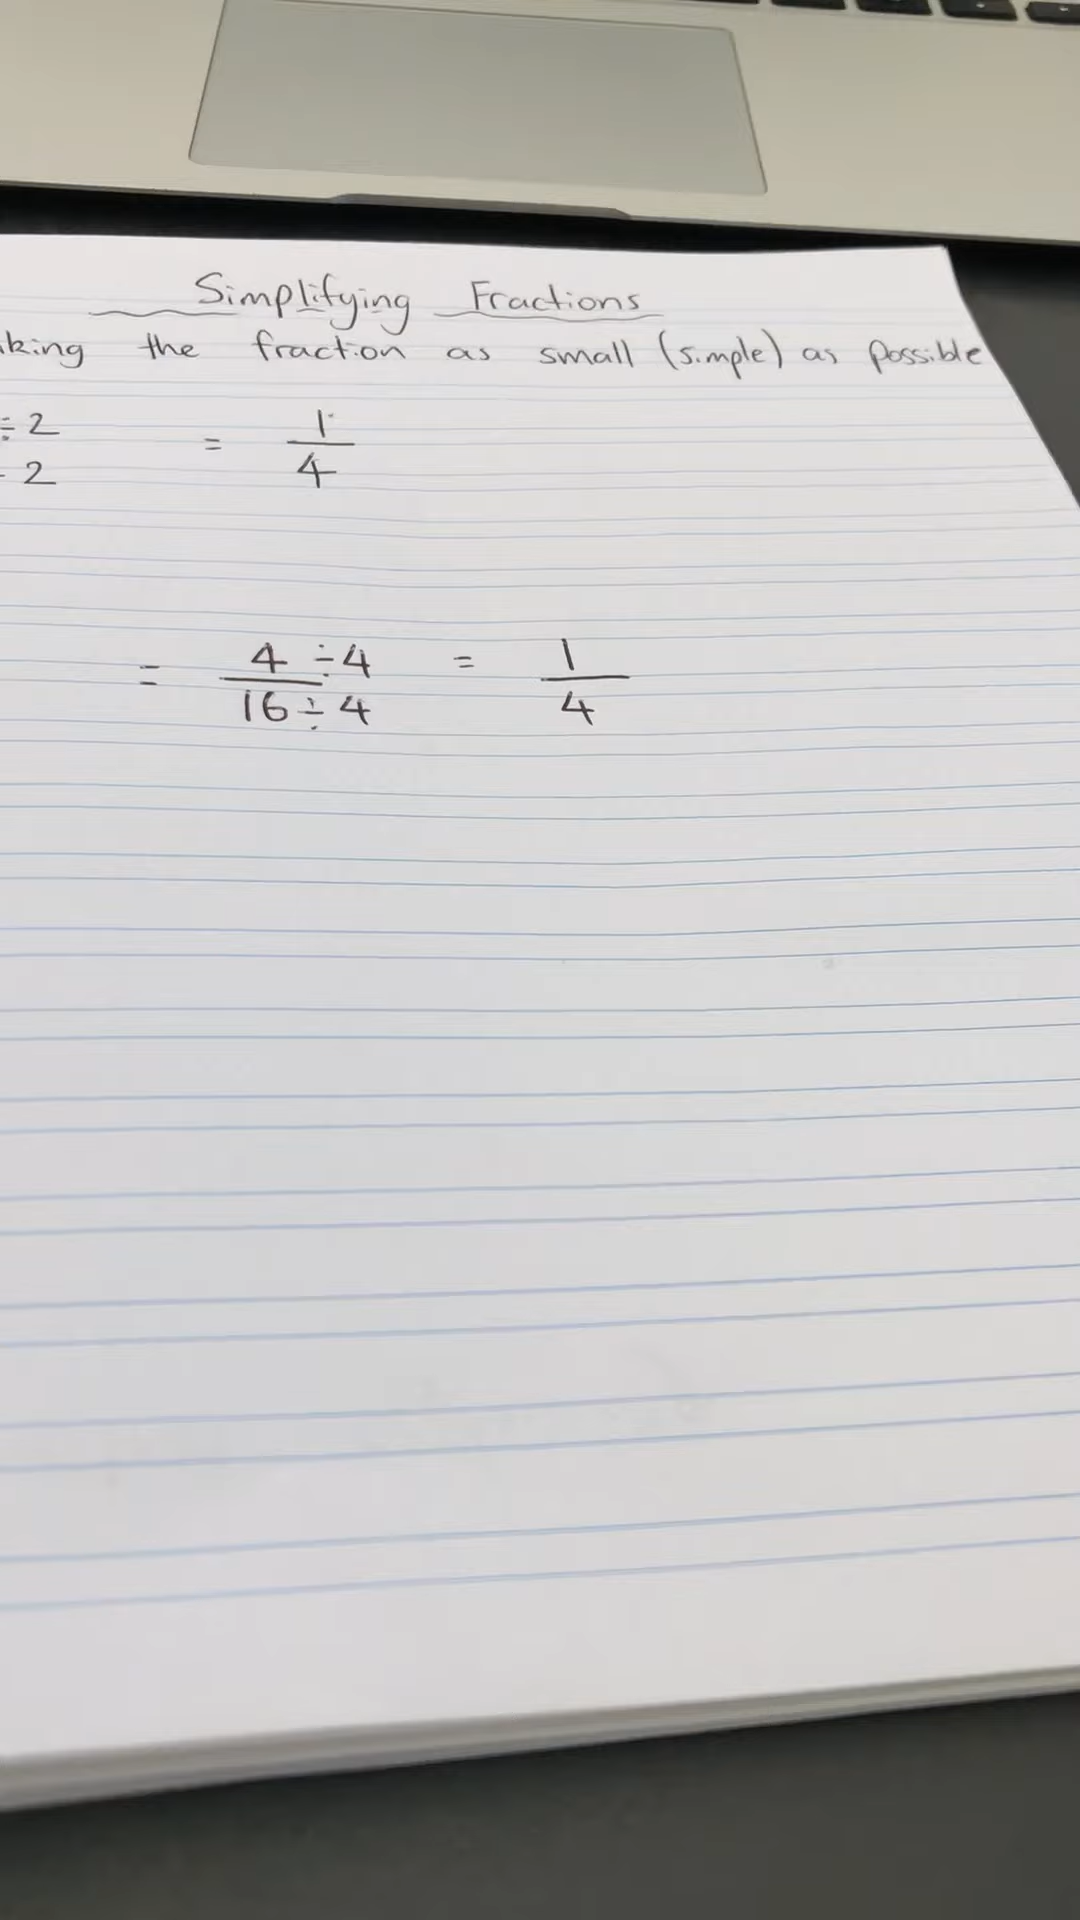 Simplifying Fractions
the fraction as small (simple) as possible
÷ 2 = 1
2 4
= 4 ÷4 = 1
16 ÷ 4 4